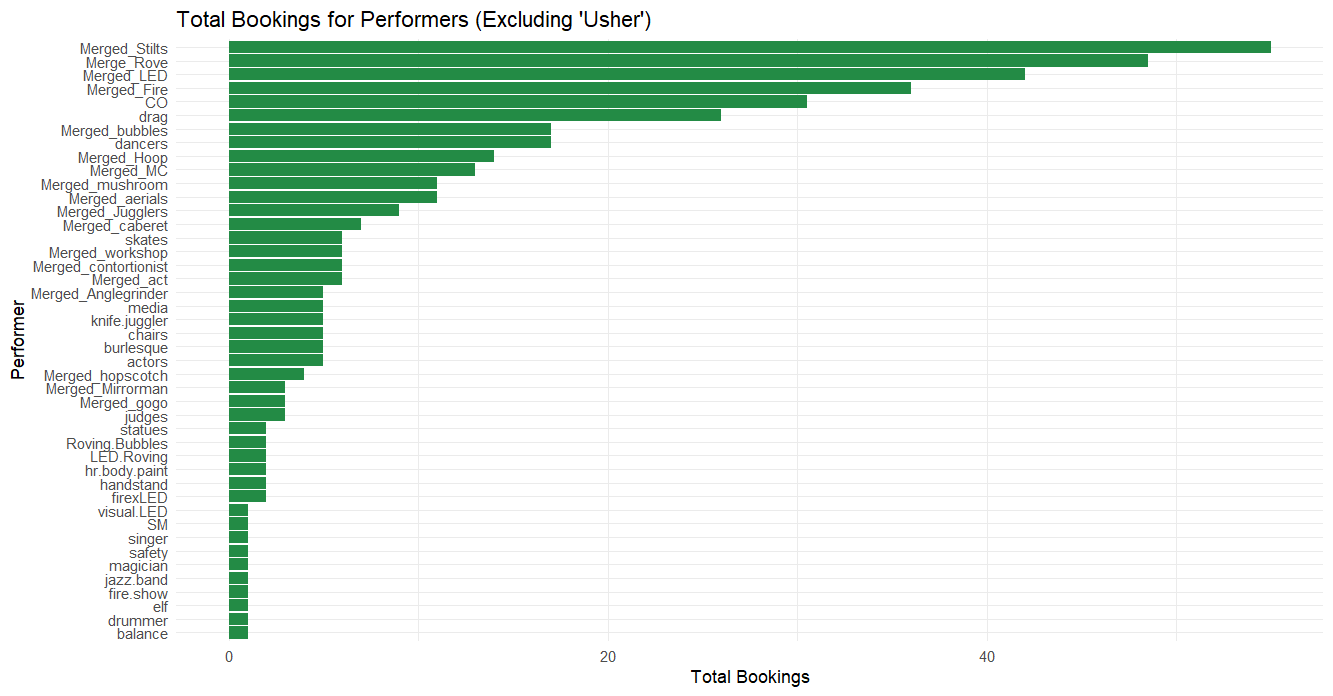 Total Bookings for Performers (Excluding 'Usher')
Performer
Merged_Stilts
Merge_Rove
Merged_LED
Merged_Fire
CO
drag
Merged_bubbles
dancers
Merged_Hoop
Merged_MC
Merged_mushroom
Merged_aerials
Merged_Jugglers
Merged_caberet
skates
Merged_workshop
Merged_contortionist
Merged_act
Merged_Anglegrinder
media
knife.juggler
chairs
burlesque
actors
Merged_hopscotch
Merged_Mirrorman
Merged_gogo
judges
statues
Roving.Bubbles
LED.Roving
hr.body.paint
handstand
firexLED
visual.LED
SM
singer
safety
magician
jazz.band
fire.show
elf
drummer
balance
0 20 40
Total Bookings